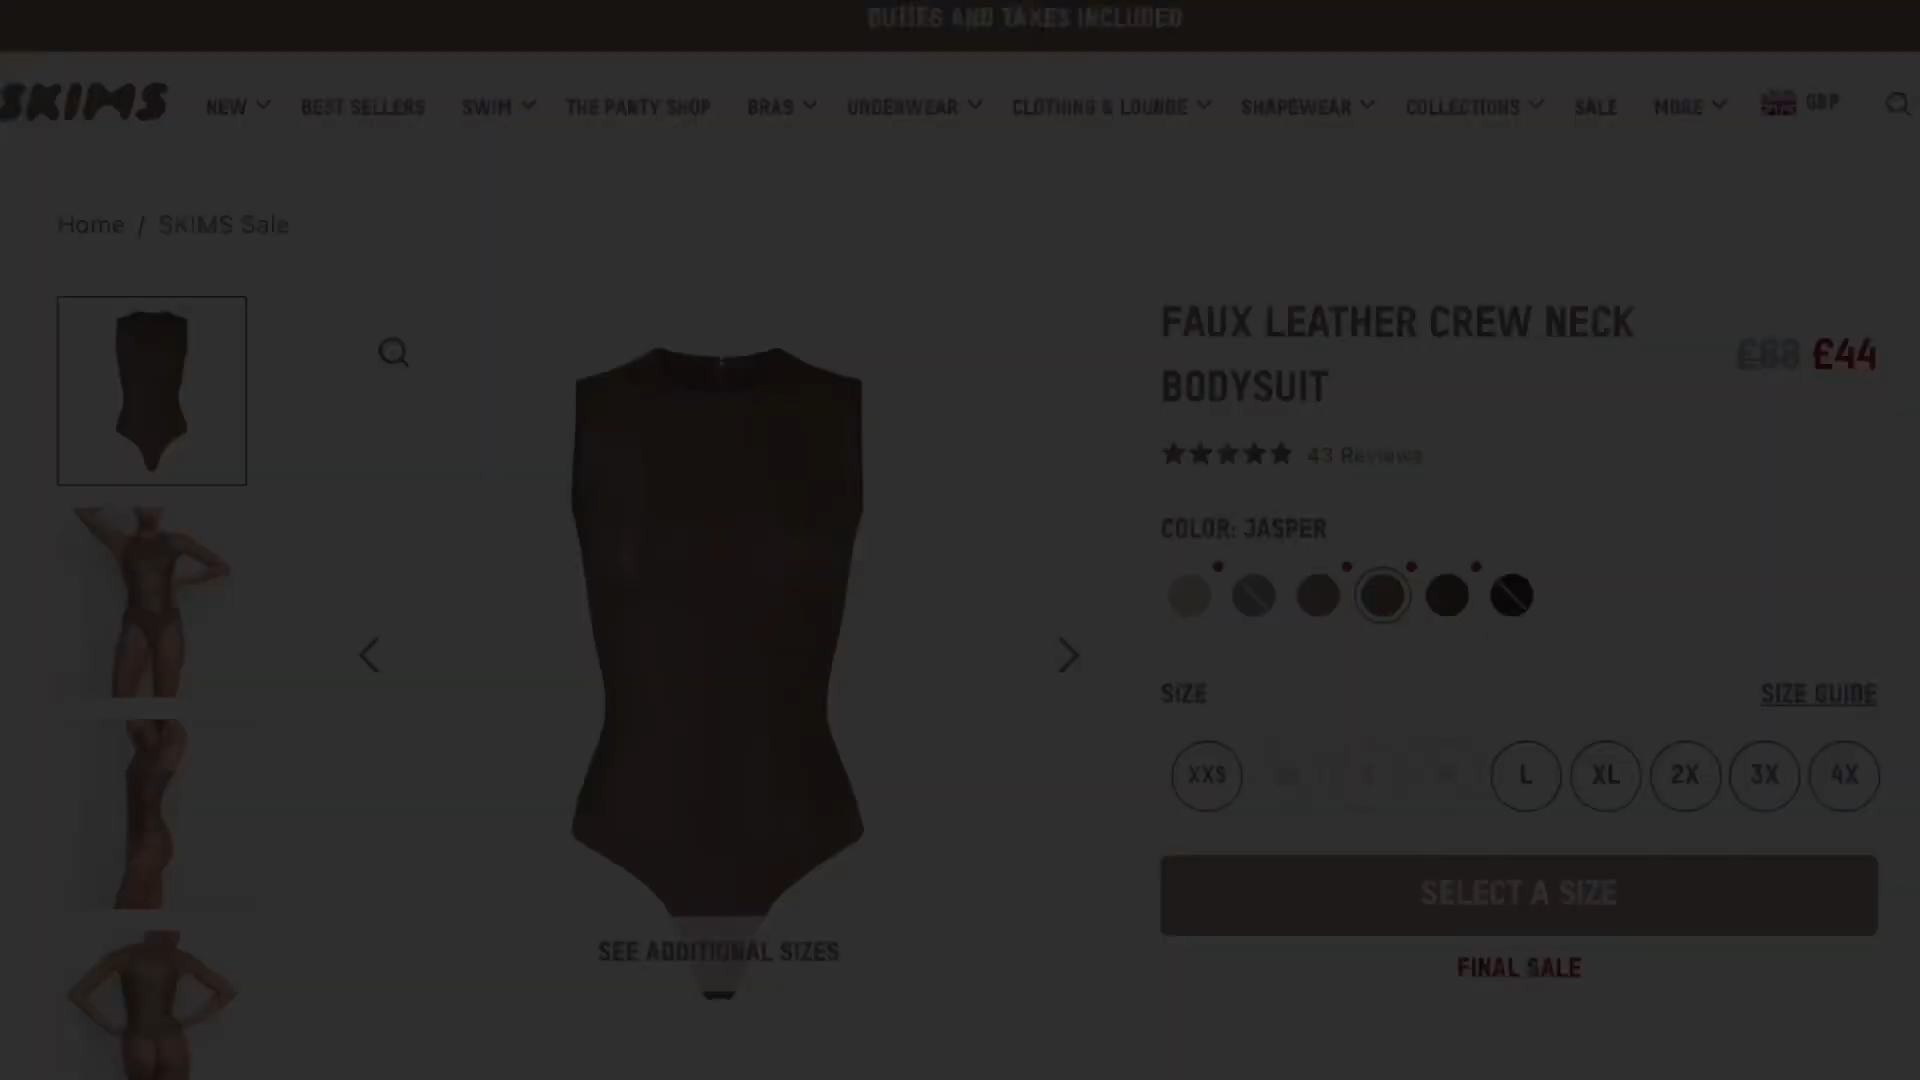 DUTIES AND TAXES INCLUDED
SKIMS
NEW
BEST SELLERS
SWIM
THE PARTY SHOP
BRAS
UNDERWEAR
CLOTHING & LOUNGE
SHAPEWEAR
COLLECTIONS
SALE
MORE
GBP
Home / SKIMS Sale
FAUX LEATHER CREW NECK
BODYSUIT
£88 £44
43 Reviews
COLOR: JASPER
SIZE
SIZE GUIDE
XXS
L
XL
2X
3X
4X
SELECT A SIZE
SEE ADDITIONAL SIZES
FINAL SALE